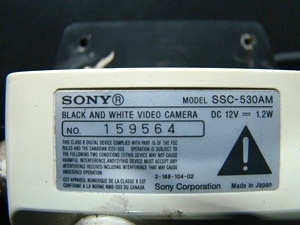 SONY® MODEL SSC-530AM
BLACK AND WHITE VIDEO CAMERA DC 12V 1.2W
NO. 159564
THIS CLASS B DIGITAL DEVICE COMPLIES WITH PART 15 OF THE FCC
RULES AND THE CANADIAN ICES-003. OPERATION IS SUBJECT TO
THE FOLLOWING TWO CONDITIONS (1)THIS DEVICE MAY NOT
CAUSE HARMFUL INTERFERENCE, AND (2)THIS DEVICE MUST ACCEPT
ANY INTERFERENCE RECEIVED INCLUDING INTERFERENCE THAT
MAY CAUSE UNDESIRED OPERATION.
CET APPAREIL NUMERIQUE DE LA CLASSE B EST
CONFORME A LA NORME NMB-003 DU CANADA
3-188-104-02
Sony Corporation Made in Japan